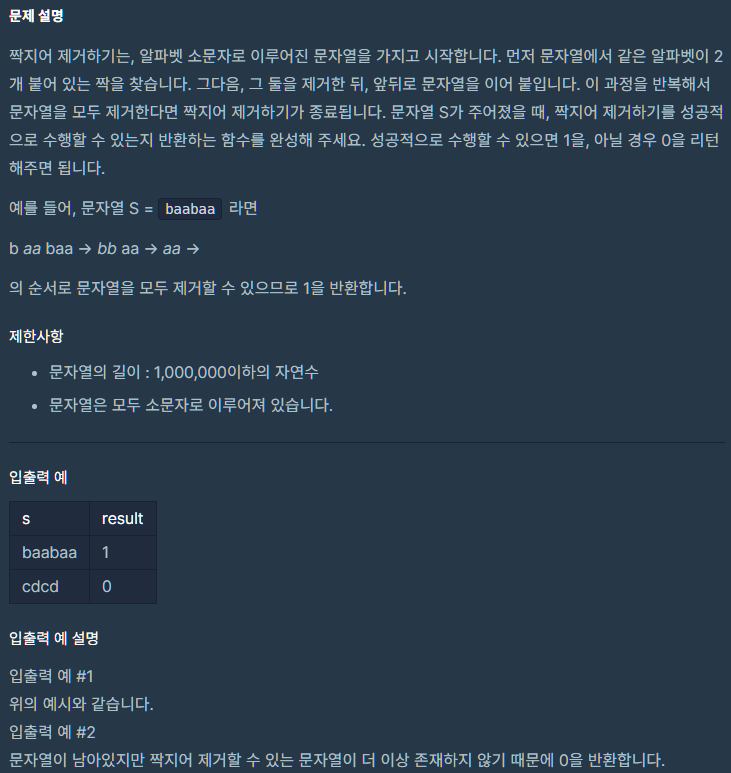 문제 설명
짝지어 제거하기는, 알파벳 소문자로 이루어진 문자열을 가지고 시작합니다. 먼저 문자열에서 같은 알파벳이 2
개 붙어 있는 짝을 찾습니다. 그다음, 그 둘을 제거한 뒤, 앞뒤로 문자열을 이어 붙입니다. 이 과정을 반복해서
문자열을 모두 제거한다면 짝지어 제거하기가 종료됩니다. 문자열 S가 주어졌을 때, 짝지어 제거하기를 성공적
으로 수행할 수 있는지 반환하는 함수를 완성해 주세요. 성공적으로 수행할 수 있으면 1을, 아닐 경우 0을 리턴
해주면 됩니다.
예를 들어, 문자열 S = baabaa 라면
b aa baa → bb aa → aa →
의 순서로 문자열을 모두 제거할 수 있으므로 1을 반환합니다.
제한사항
• 문자열의 길이 : 1,000,000이하의 자연수
• 문자열은 모두 소문자로 이루어져 있습니다.
입출력 예
s result
baabaa 1
cdcd 0
입출력 예 설명
입출력 예 #1
위의 예시와 같습니다.
입출력 예 #2
문자열이 남아있지만 짝지어 제거할 수 있는 문자열이 더 이상 존재하지 않기 때문에 0을 반환합니다.